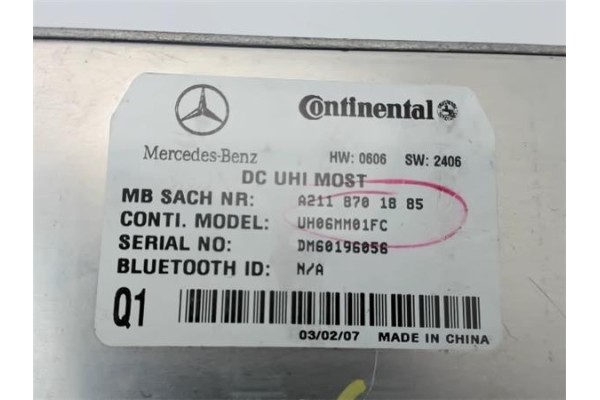 Continental
Mercedes-Benz
HW: 0606 SW: 2406
DC UHI MOST
MB SACH NR: A211 870 18 85
CONTI. MODEL: UH06MM01FC
SERIAL NO: DM60196056
BLUETOOTH ID: N/A
Q1
03/02/07 MADE IN CHINA